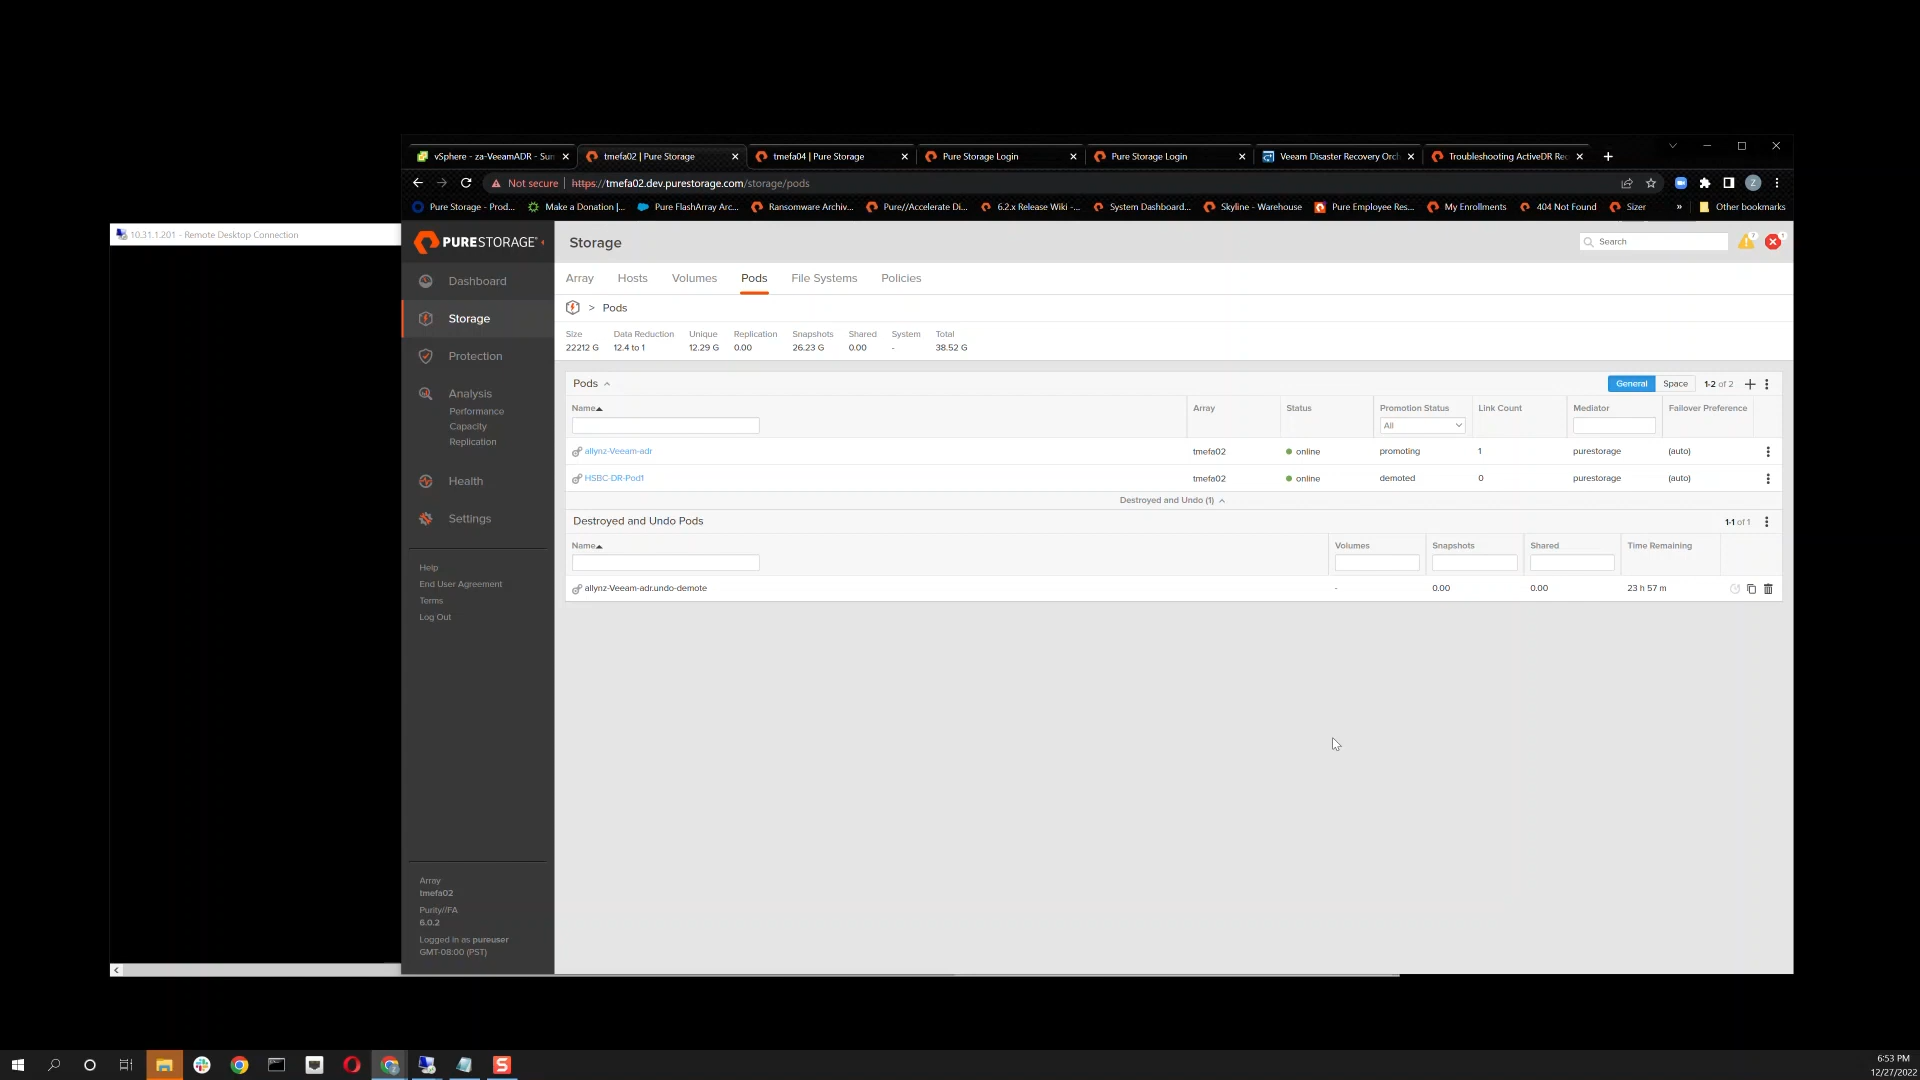 vSphere - za-VeeamADR - Sun
tmefa02 | Pure Storage
tmefa04 | Pure Storage
Pure Storage Login
Pure Storage Login
Veeam Disaster Recovery Orch
Troubleshooting ActiveDR Rec
Not secure | https://tmefa02.dev.purestorage.com/storage/pods
Pure Storage - Prod...
Make a Donation |...
Pure FlashArray Arc...
Ransomware Archiv...
Pure//Accelerate Di...
6.2.x Release Wiki -...
System Dashboard...
Skyline - Warehouse
Pure Employee Res...
My Enrollments
404 Not Found
Sizer
»
Other bookmarks
10.31.1.201 - Remote Desktop Connection
PURESTORAGE
Storage
Search
7
1
Dashboard
Storage
Protection
Analysis
Performance
Capacity
Replication
Health
Settings
Help
End User Agreement
Terms
Log Out
Array
tmefa02
Purity//FA
6.0.2
Logged in as pureuser
GMT-08:00 (PST)
Array Hosts Volumes Pods File Systems Policies
> Pods
Size Data Reduction Unique Replication Snapshots Shared System Total
22212 G 12.4 to 1 12.29 G 0.00 26.23 G 0.00 - 38.52 G
Pods
General Space 1-2 of 2
Name Array Status Promotion Status Link Count Mediator Failover Preference
All
allynz-Veeam-adr tmefa02 online promoting 1 purestorage (auto)
HSBC-DR-Pod1 tmefa02 online demoted 0 purestorage (auto)
Destroyed and Undo (1)
Destroyed and Undo Pods 1-1 of 1
Name Volumes Snapshots Shared Time Remaining
allynz-Veeam-adr.undo-demote - 0.00 0.00 23 h 57 m
Z
S
6:53 PM
12/27/2022